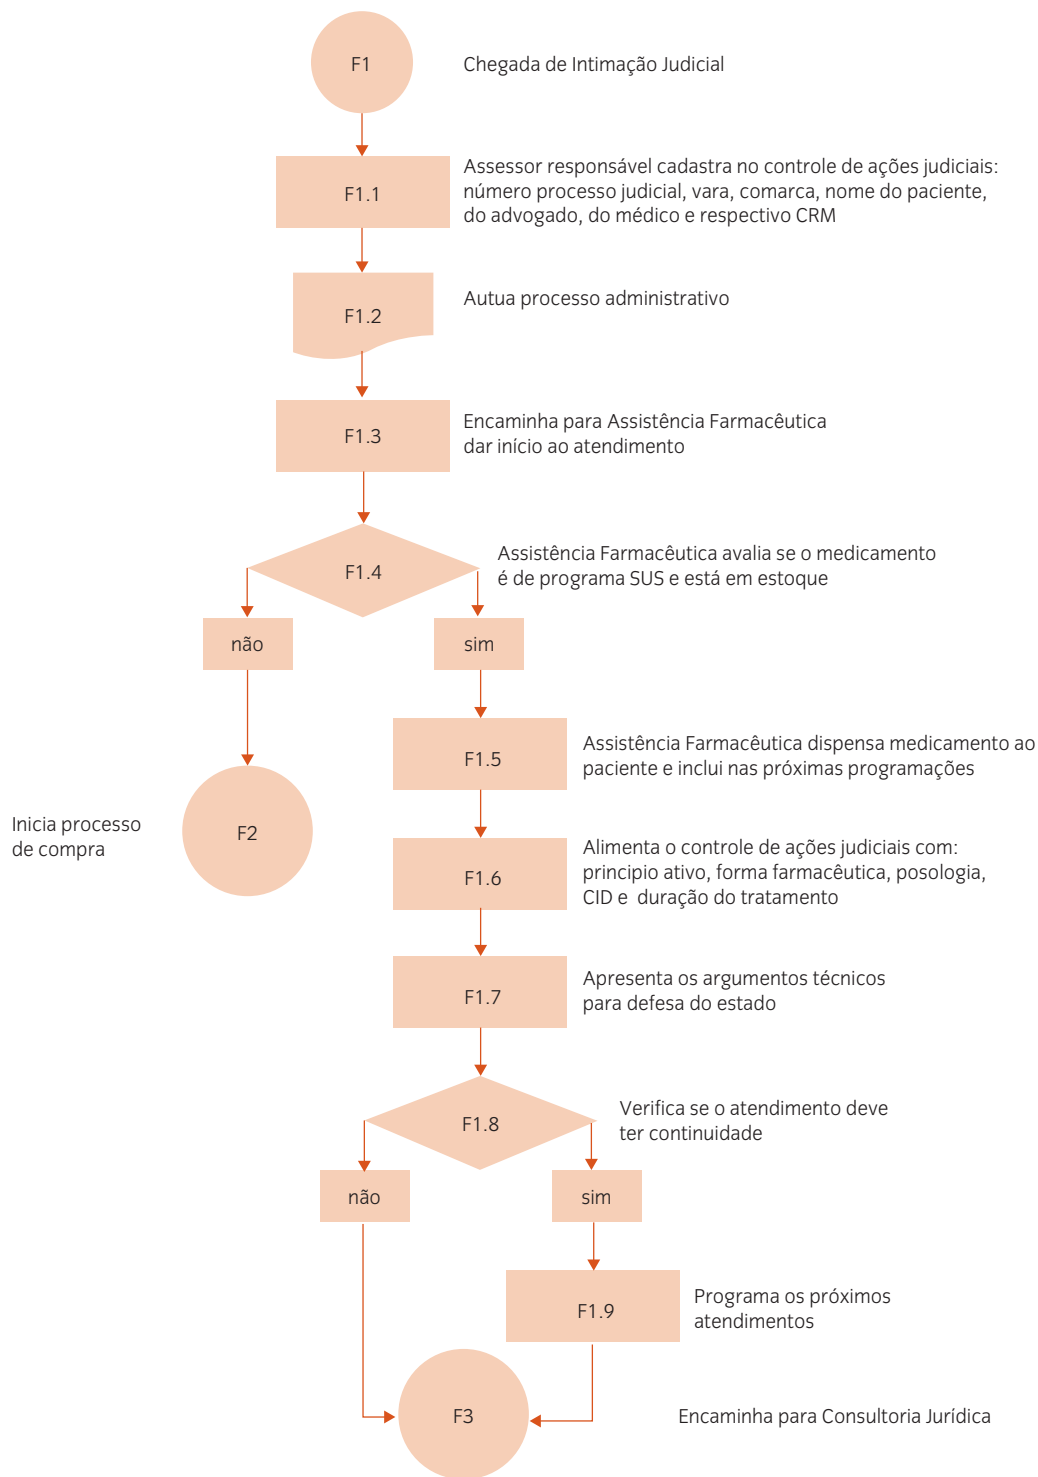 F1
Chegada de Intimação Judicial
F1.1
Assessor responsável cadastra no controle de ações judiciais:
número processo judicial, vara, comarca, nome do paciente,
do advogado, do médico e respectivo CRM
F1.2
Autua processo administrativo
F1.3
Encaminha para Assistência Farmacêutica
dar início ao atendimento
F1.4
Assistência Farmacêutica avalia se o medicamento
é de programa SUS e está em estoque
não
sim
F1.5
Assistência Farmacêutica dispensa medicamento ao
paciente e inclui nas próximas programações
Inicia processo
de compra
F2
F1.6
Alimenta o controle de ações judiciais com:
principio ativo, forma farmacêutica, posologia,
CID e duração do tratamento
F1.7
Apresenta os argumentos técnicos
para defesa do estado
F1.8
Verifica se o atendimento deve
ter continuidade
não
sim
F1.9
Programa os próximos
atendimentos
F3
Encaminha para Consultoria Jurídica